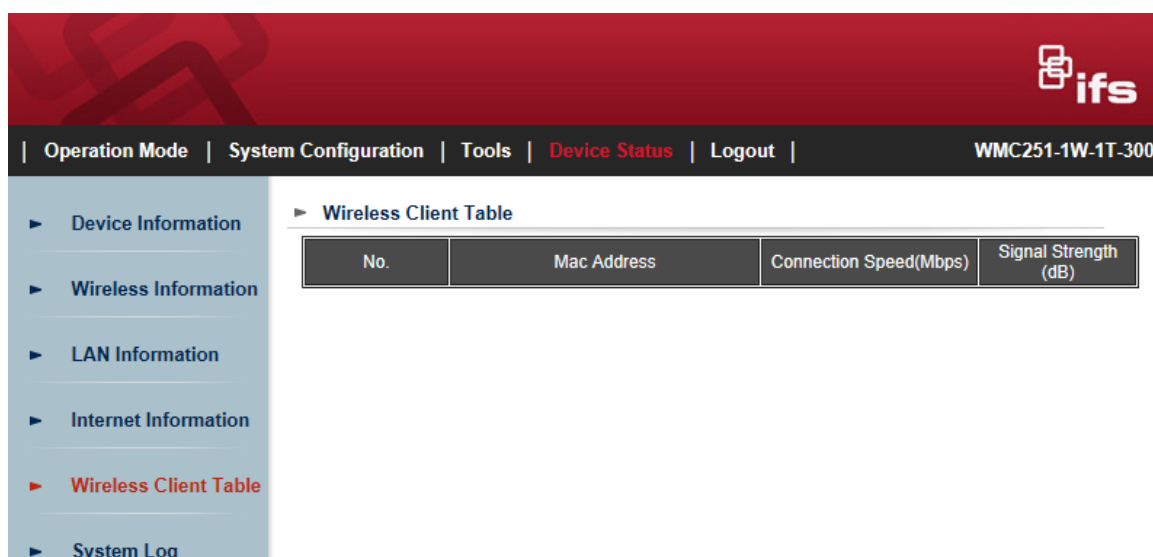 ifs
| Operation Mode | System Configuration | Tools | Device Status | Logout | WMC251-1W-1T-300
Device Information
Wireless Information
LAN Information
Internet Information
Wireless Client Table
System Log
Wireless Client Table
No. Mac Address Connection Speed(Mbps) Signal Strength
(dB)